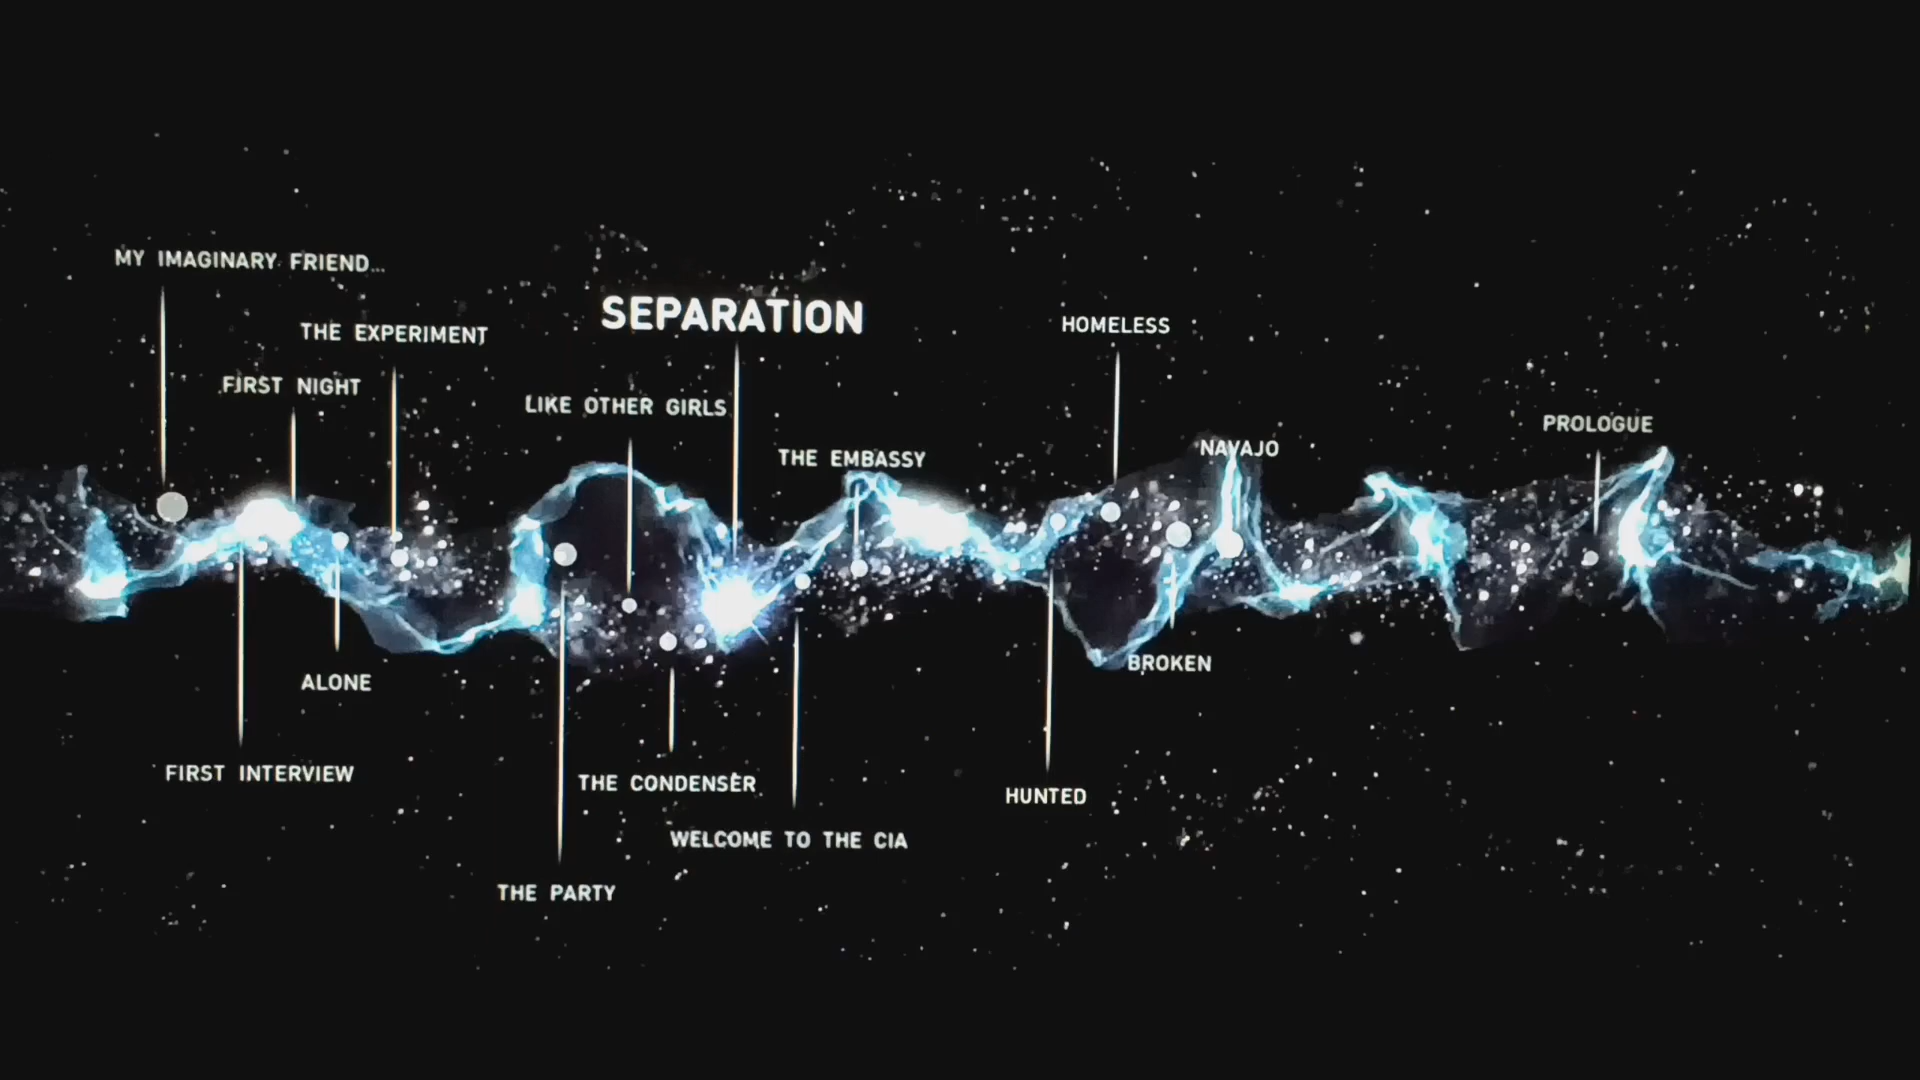 MY IMAGINARY FRIEND...
SEPARATION
HOMELESS
THE EXPERIMENT
FIRST NIGHT
LIKE OTHER GIRLS
PROLOGUE
NAVAJO
THE EMBASSY
BROKEN
ALONE
FIRST INTERVIEW
THE CONDENSER
HUNTED
WELCOME TO THE CIA
THE PARTY